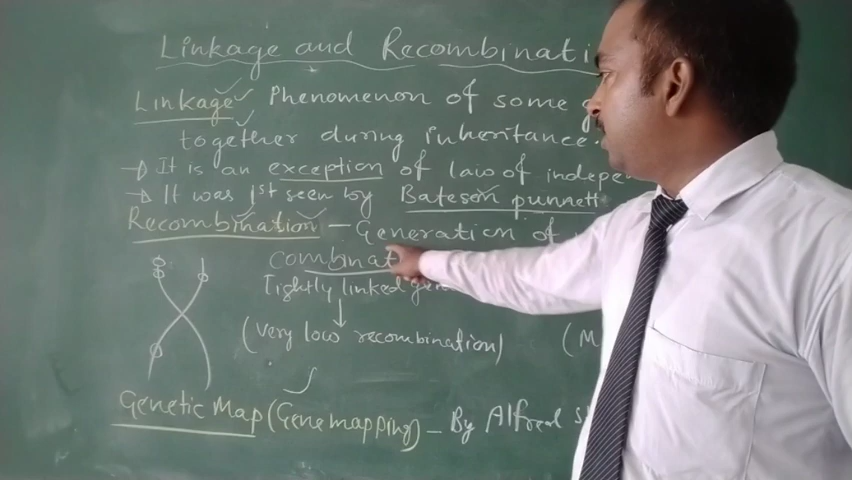 Linkage and Recombinati
Linkage Phenomenon of some g
together during inheritance.
→ It is an exception of law of indepe
→ It was 1st seen by Bateson punnett
Recombination - Generation of
combinat
Tightly linked gen
(very low recombination) (M
Genetic Map (Gene mapping) - By Alfred S